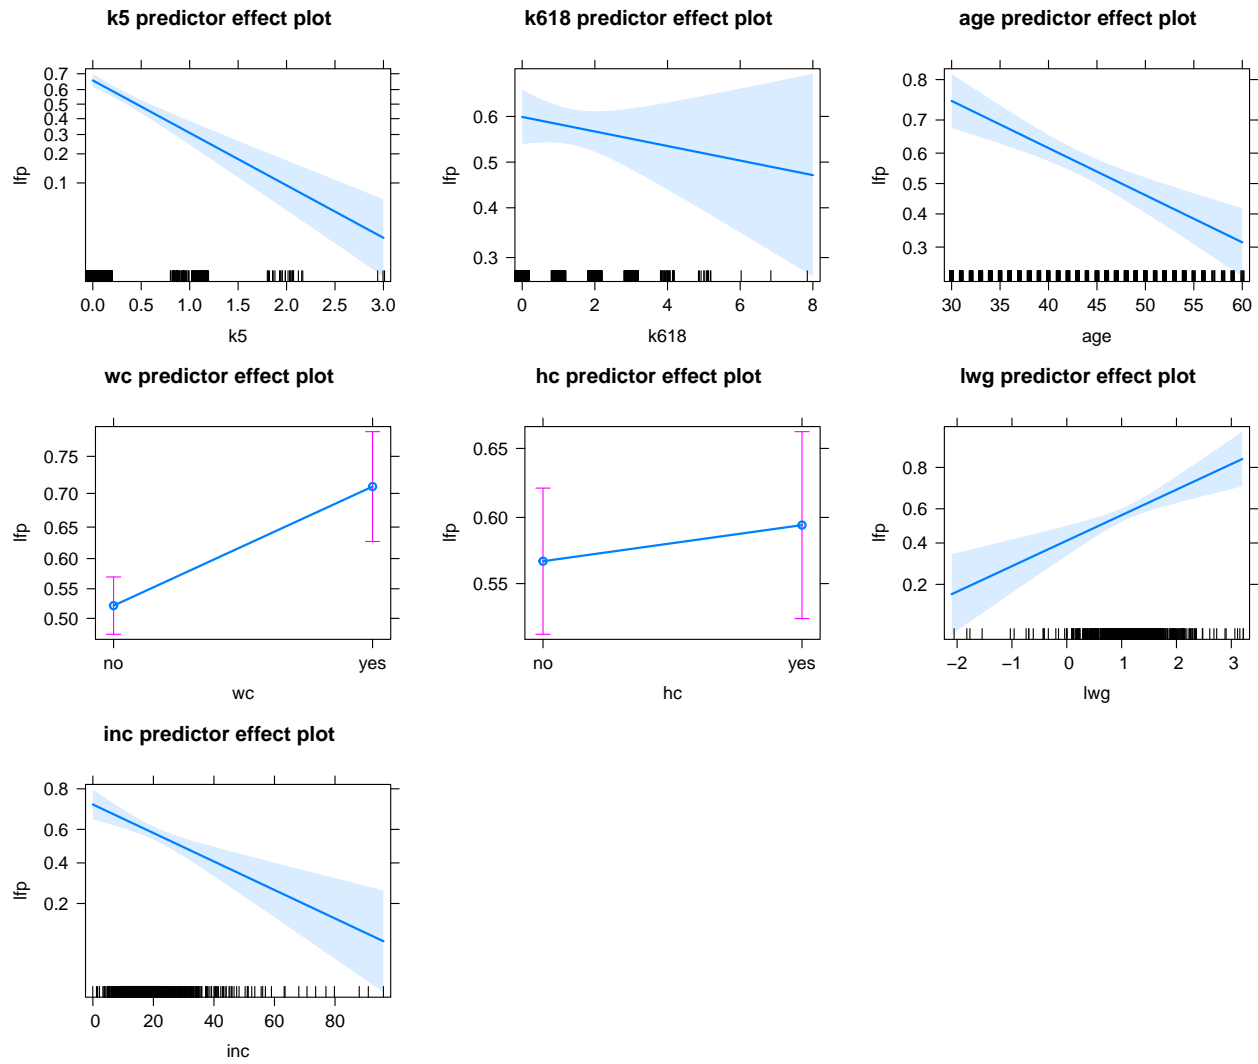 k5 predictor effect plot
0.7
0.6
0.5
0.4
0.3
0.2
0.1
lfp
0.0 0.5 1.0 1.5 2.0 2.5 3.0
k5
k618 predictor effect plot
0.6
0.5
0.4
0.3
lfp
0 2 4 6 8
k618
age predictor effect plot
0.8
0.7
0.6
0.5
0.4
0.3
lfp
30 35 40 45 50 55 60
age
wc predictor effect plot
0.75
0.70
0.65
0.60
0.55
0.50
lfp
no yes
wc
hc predictor effect plot
0.65
0.60
0.55
lfp
no yes
hc
lwg predictor effect plot
0.8
0.6
0.4
0.2
lfp
−2 −1 0 1 2 3
lwg
inc predictor effect plot
0.8
0.6
0.4
0.2
lfp
0 20 40 60 80
inc